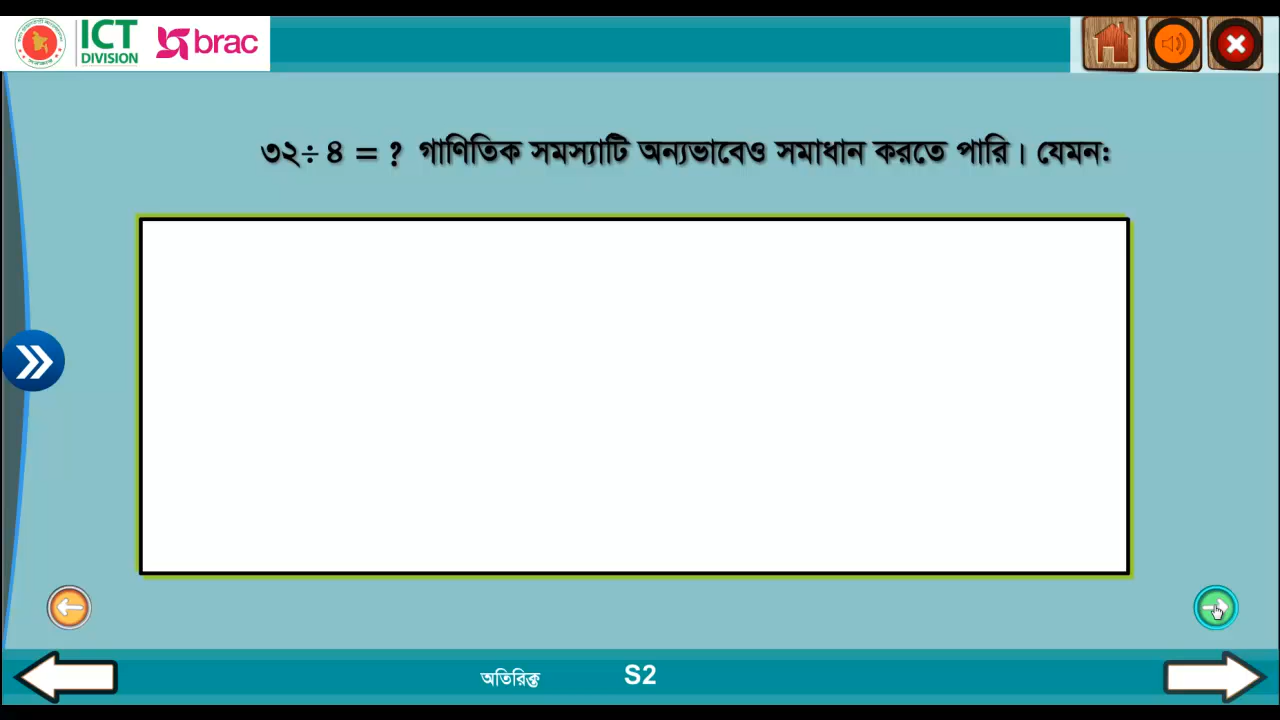 ICT
DIVISION
brac
৩২÷ ৪ = ? গাণিতিক সমস্যাটি অন্যভাবেও সমাধান করতে পারি। যেমনঃ
অতিরিক্ত
S2